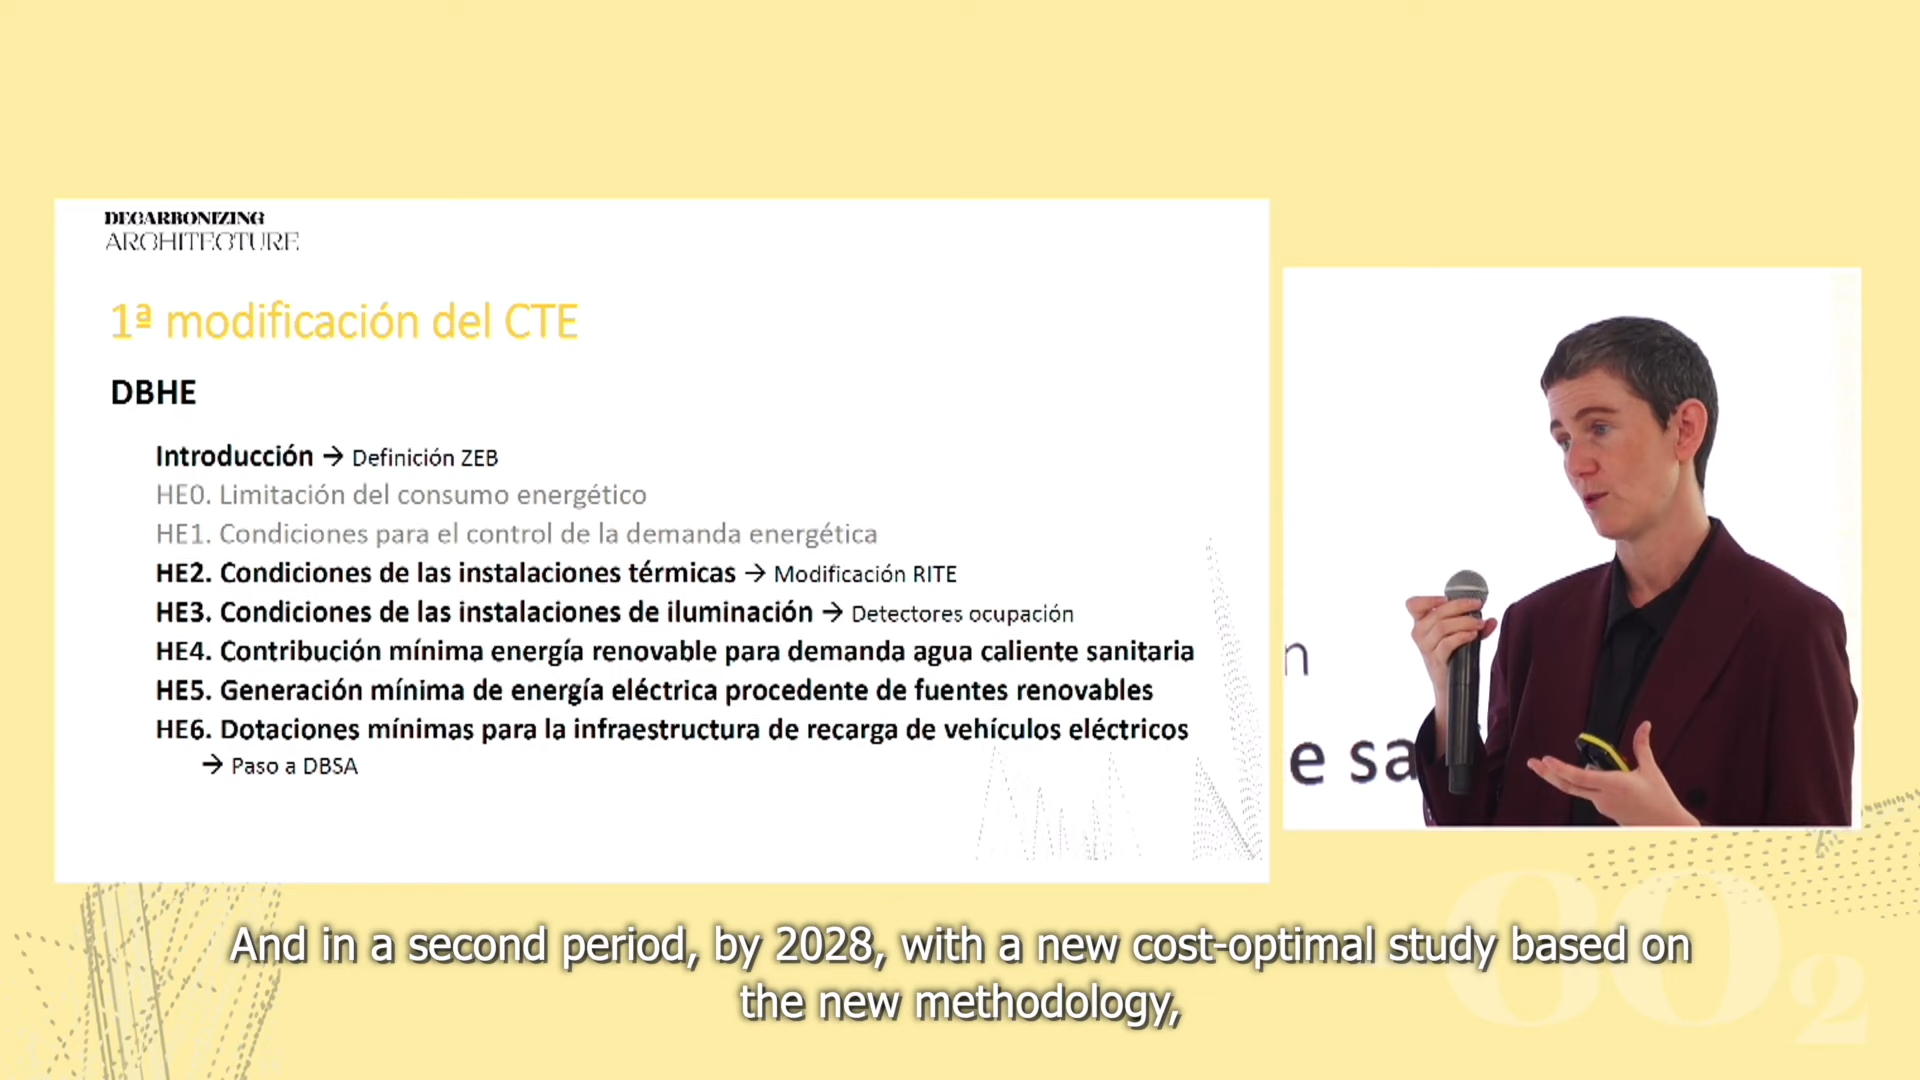 DECARBONIZING
ARCHITECTURE
1ª modificación del CTE
DBHE
Introducción → Definición ZEB
HE0. Limitación del consumo energético
HE1. Condiciones para el control de la demanda energética
HE2. Condiciones de las instalaciones térmicas → Modificación RITE
HE3. Condiciones de las instalaciones de iluminación → Detectores ocupación
HE4. Contribución mínima energía renovable para demanda agua caliente sanitaria
HE5. Generación mínima de energía eléctrica procedente de fuentes renovables
HE6. Dotaciones mínimas para la infraestructura de recarga de vehículos eléctricos
→ Paso a DBSA
n
e sa
And in a second period, by 2028, with a new cost-optimal study based on
the new methodology,
CO2